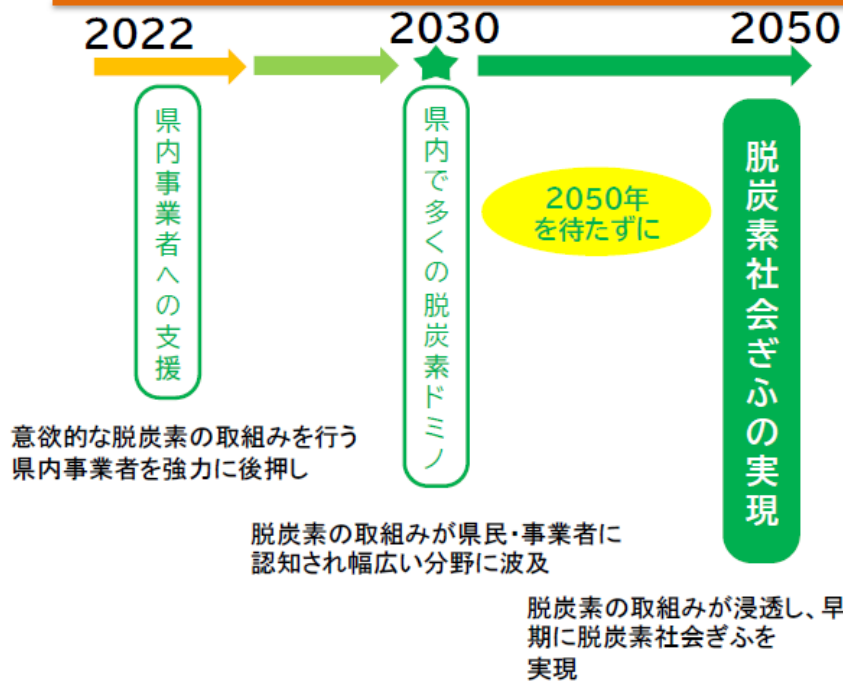 2022
2030
2050
県内事業者への支援
県内で多くの脱炭素ドミノ
2050年
を待たずに
脱炭素社会ぎふの実現
意欲的な脱炭素の取組みを行う
県内事業者を強力に後押し
脱炭素の取組みが県民・事業者に
認知され幅広い分野に波及
脱炭素の取組みが浸透し、早
期に脱炭素社会ぎふを
実現